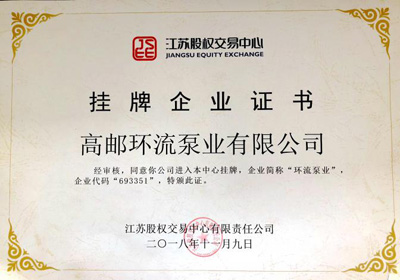 JSEE
江苏股权交易中心
JIANGSU EQUITY EXCHANGE
挂牌企业证书
高邮环流泵业有限公司
经审核，同意你公司进入本中心挂牌，企业简称“环流泵业”，
企业代码“693351”，特颁此证。
江苏股权交易中心有限责任公司
二〇一八年十一月九日